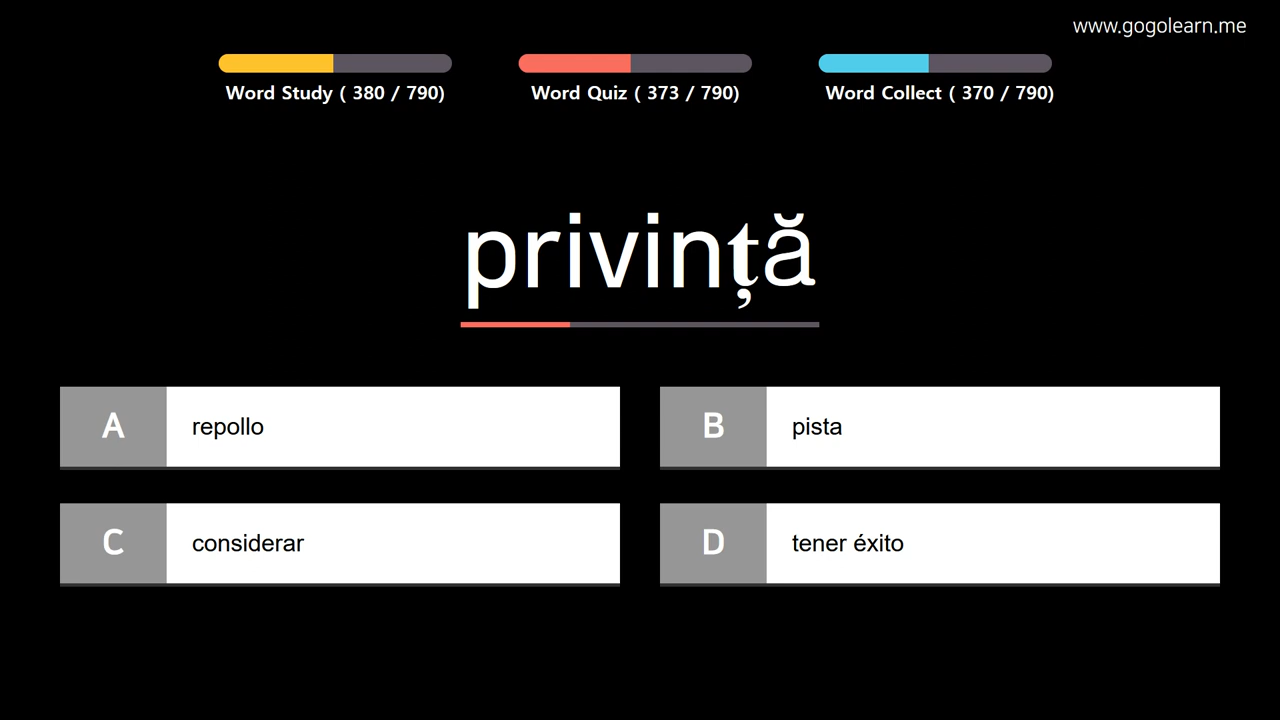 www.gogolearn.me
Word Study ( 380 / 790)
Word Quiz ( 373 / 790)
Word Collect ( 370 / 790)
privință
A repollo
B pista
C considerar
D tener éxito